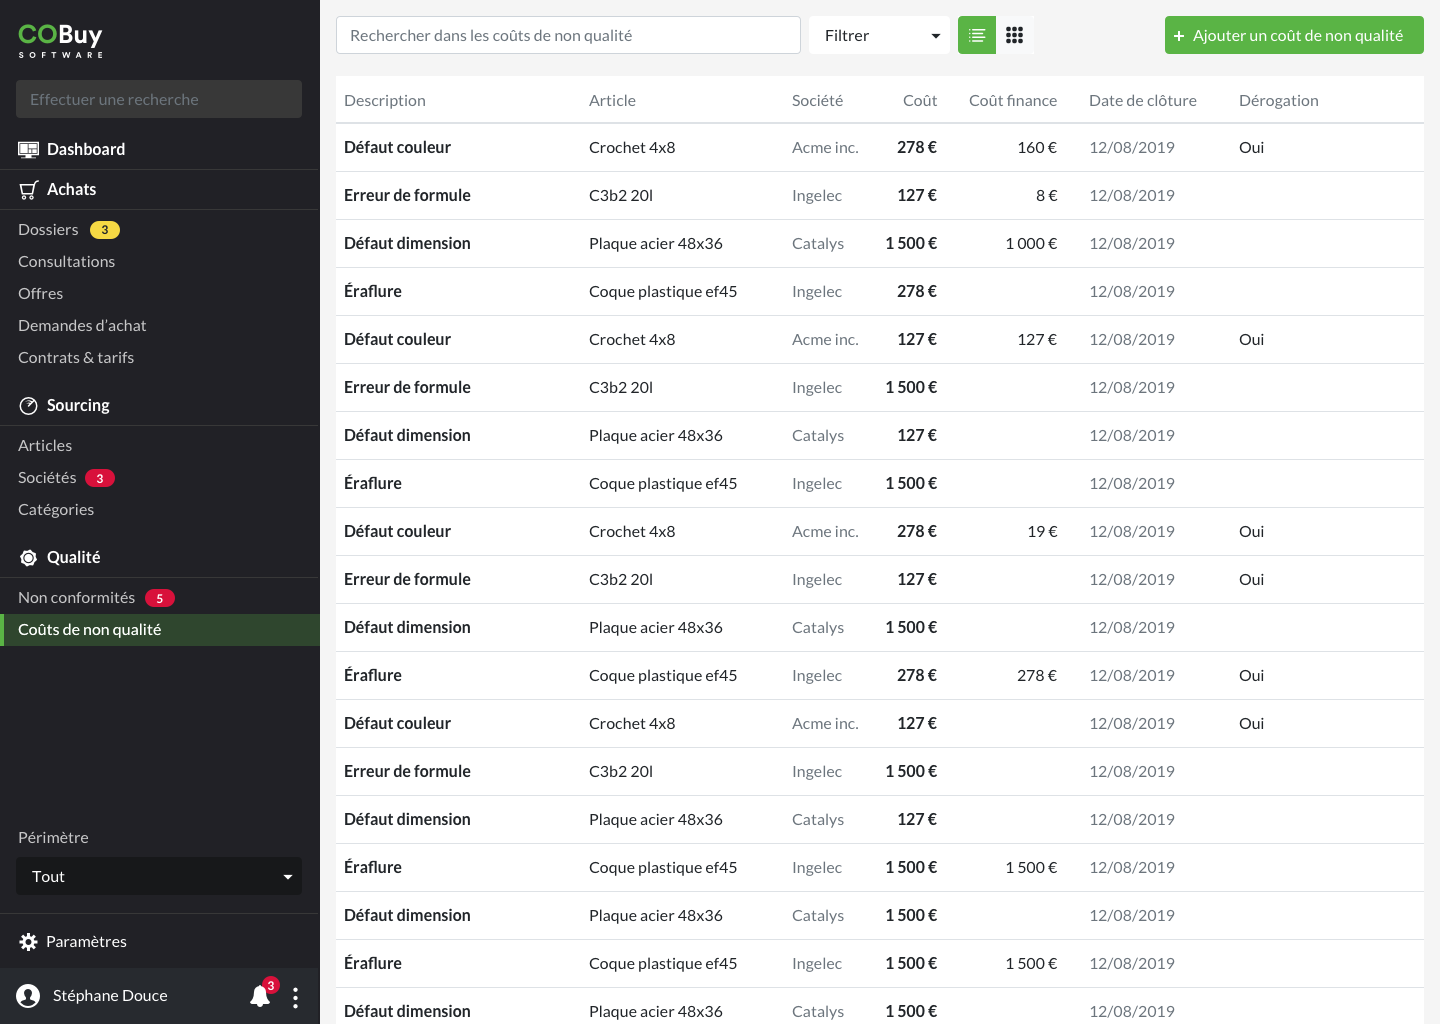 COBuy
SOFTWARE
Effectuer une recherche
Dashboard
Achats
Dossiers 3
Consultations
Offres
Demandes d'achat
Contrats & tarifs
Sourcing
Articles
Sociétés 3
Catégories
Qualité
Non conformités 5
Coûts de non qualité
Périmètre
Tout
Paramètres
Stéphane Douce 3
Rechercher dans les coûts de non qualité Filtrer + Ajouter un coût de non qualité
Description Article Société Coût Coût finance Date de clôture Dérogation
Défaut couleur Crochet 4x8 Acme inc. 278 € 160 € 12/08/2019 Oui
Erreur de formule C3b2 20l Ingelec 127 € 8 € 12/08/2019
Défaut dimension Plaque acier 48x36 Catalys 1 500 € 1 000 € 12/08/2019
Éraflure Coque plastique ef45 Ingelec 278 € 12/08/2019
Défaut couleur Crochet 4x8 Acme inc. 127 € 127 € 12/08/2019 Oui
Erreur de formule C3b2 20l Ingelec 1 500 € 12/08/2019
Défaut dimension Plaque acier 48x36 Catalys 127 € 12/08/2019
Éraflure Coque plastique ef45 Ingelec 1 500 € 12/08/2019
Défaut couleur Crochet 4x8 Acme inc. 278 € 19 € 12/08/2019 Oui
Erreur de formule C3b2 20l Ingelec 127 € 12/08/2019 Oui
Défaut dimension Plaque acier 48x36 Catalys 1 500 € 12/08/2019
Éraflure Coque plastique ef45 Ingelec 278 € 278 € 12/08/2019 Oui
Défaut couleur Crochet 4x8 Acme inc. 127 € 12/08/2019 Oui
Erreur de formule C3b2 20l Ingelec 1 500 € 12/08/2019
Défaut dimension Plaque acier 48x36 Catalys 127 € 12/08/2019
Éraflure Coque plastique ef45 Ingelec 1 500 € 1 500 € 12/08/2019
Défaut dimension Plaque acier 48x36 Catalys 1 500 € 12/08/2019
Éraflure Coque plastique ef45 Ingelec 1 500 € 1 500 € 12/08/2019
Défaut dimension Plaque acier 48x36 Catalys 1 500 € 12/08/2019